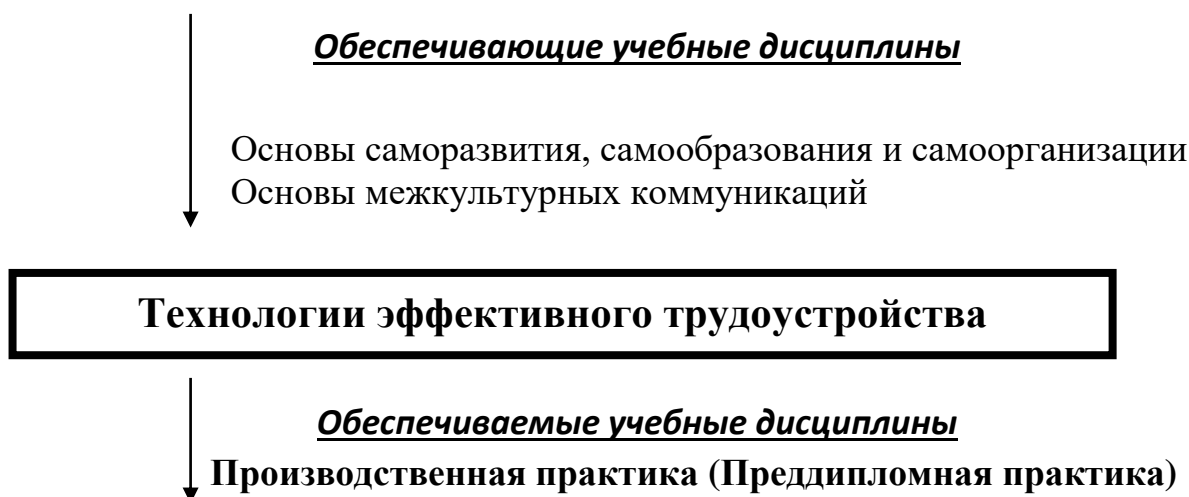 Обеспечивающие учебные дисциплины
Основы саморазвития, самообразования и самоорганизации
Основы межкультурных коммуникаций
Технологии эффективного трудоустройства
Обеспечиваемые учебные дисциплины
Производственная практика (Преддипломная практика)